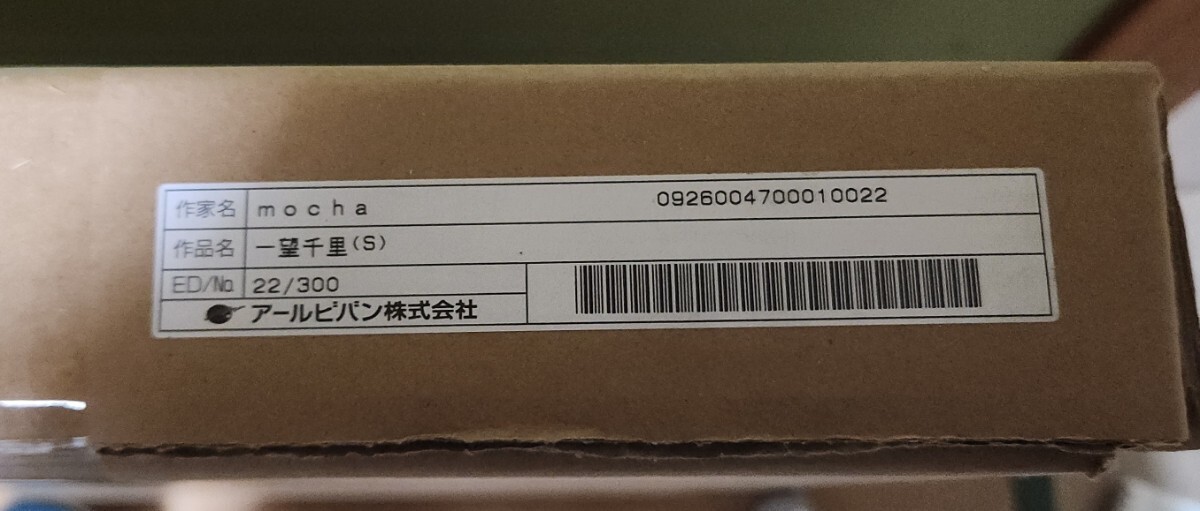 作家名 mocha 0926004700010022
作品名 一望千里(S)
ED/No. 22/300
アールビバン株式会社